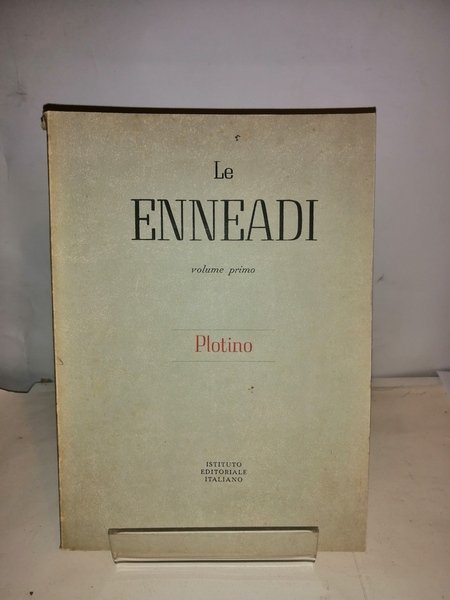 Le
ENNEADI
volume primo
Plotino
ISTITUTO
EDITORIALE
ITALIANO